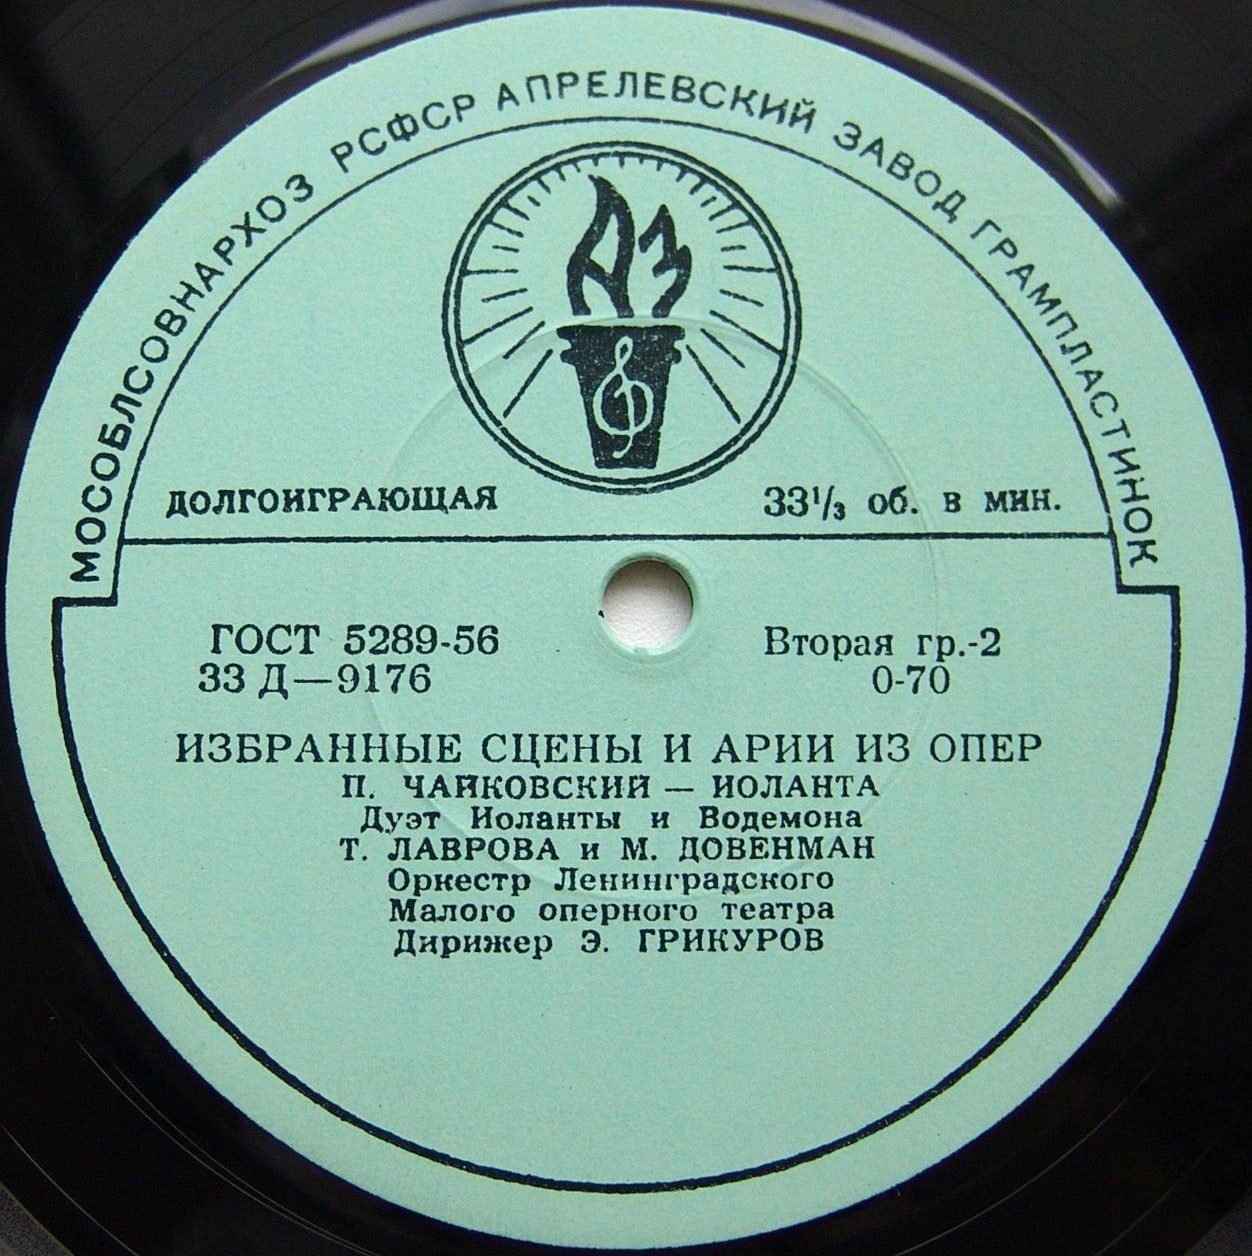 МОСОБЛСОВНАРХОЗ РСФСР АПРЕЛЕВСКИЙ ЗАВОД ГРАМПЛАСТИНОК
АЗ
ДОЛГОИГРАЮЩАЯ 33⅓ об. в мин.
ГОСТ 5289-56 Вторая гр.-2
33 Д—9176 0-70
ИЗБРАННЫЕ СЦЕНЫ И АРИИ ИЗ ОПЕР
П. ЧАЙКОВСКИЙ — ИОЛАНТА
Дуэт Иоланты и Водемона
Т. ЛАВРОВА и М. ДОВЕНМАН
Оркестр Ленинградского
Малого оперного театра
Дирижер Э. ГРИКУРОВ